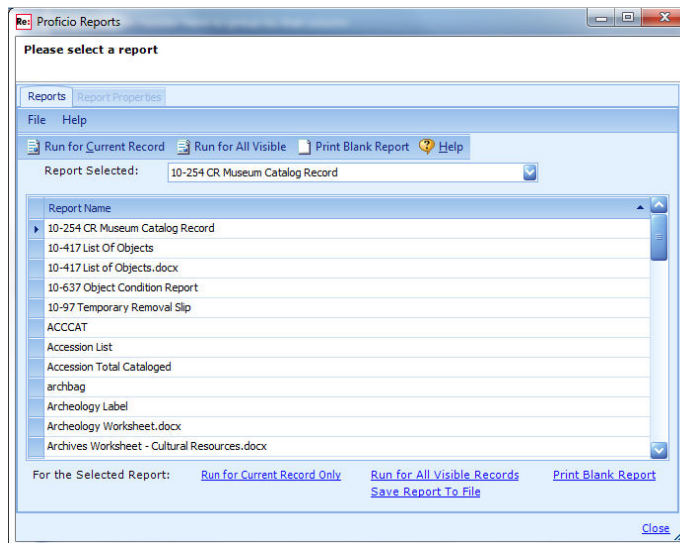 Re: Proficio Reports
Please select a report
Reports Report Properties
File Help
Run for Current Record Run for All Visible Print Blank Report Help
Report Selected: 10-254 CR Museum Catalog Record
Report Name
10-254 CR Museum Catalog Record
10-417 List Of Objects
10-417 List of Objects.docx
10-637 Object Condition Report
10-97 Temporary Removal Slip
ACCCAT
Accession List
Accession Total Cataloged
archbag
Archeology Label
Archeology Worksheet.docx
Archives Worksheet - Cultural Resources.docx
For the Selected Report: Run for Current Record Only Run for All Visible Records Print Blank Report
Save Report To File
Close